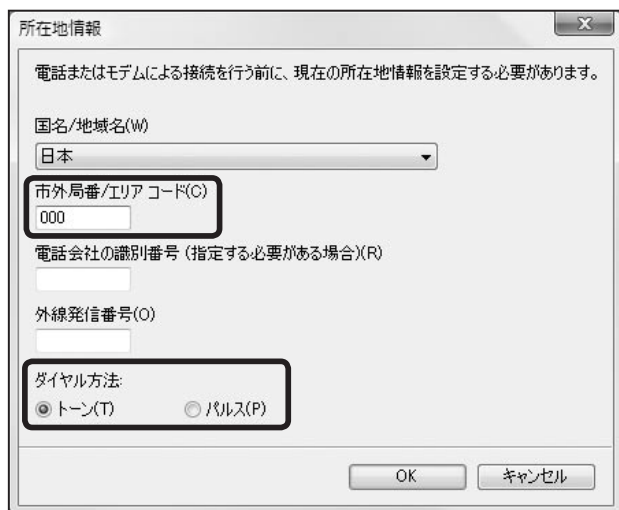 所在地情報
電話またはモデムによる接続を行う前に、現在の所在地情報を設定する必要があります。
国名/地域名(W)
日本
市外局番/エリア コード(C)
000
電話会社の識別番号 (指定する必要がある場合)(R)
外線発信番号(O)
ダイヤル方法:
トーン(T) パルス(P)
OK キャンセル